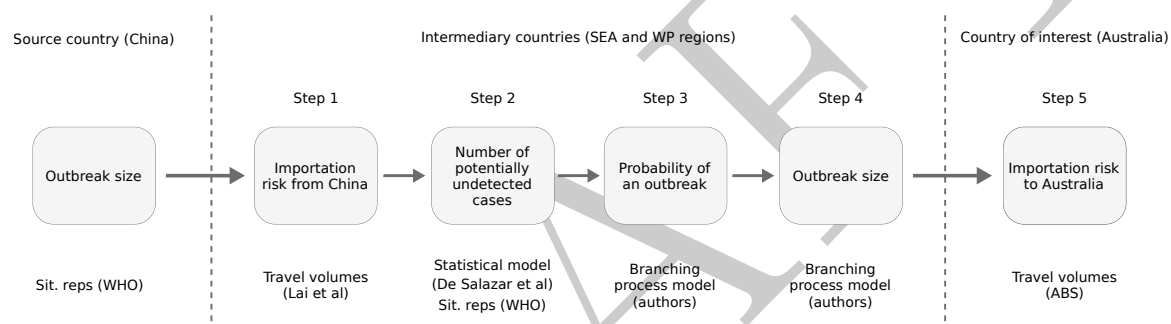 Source country (China)
Intermediary countries (SEA and WP regions)
Country of interest (Australia)
Step 1
Step 2
Step 3
Step 4
Step 5
Outbreak size
Importation
risk from China
Number of
potentially
undetected
cases
Probability of
an outbreak
Outbreak size
Importation risk
to Australia
Sit. reps (WHO)
Travel volumes
(Lai et al)
Statistical model
(De Salazar et al)
Sit. reps (WHO)
Branching
process model
(authors)
Branching
process model
(authors)
Travel volumes
(ABS)